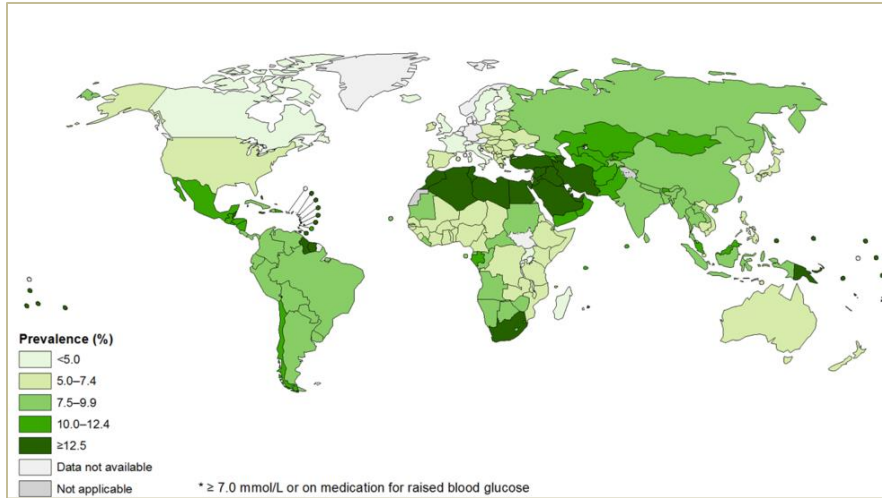 Prevalence (%)
<5.0
5.0–7.4
7.5–9.9
10.0–12.4
≥12.5
Data not available
Not applicable
* ≥ 7.0 mmol/L or on medication for raised blood glucose